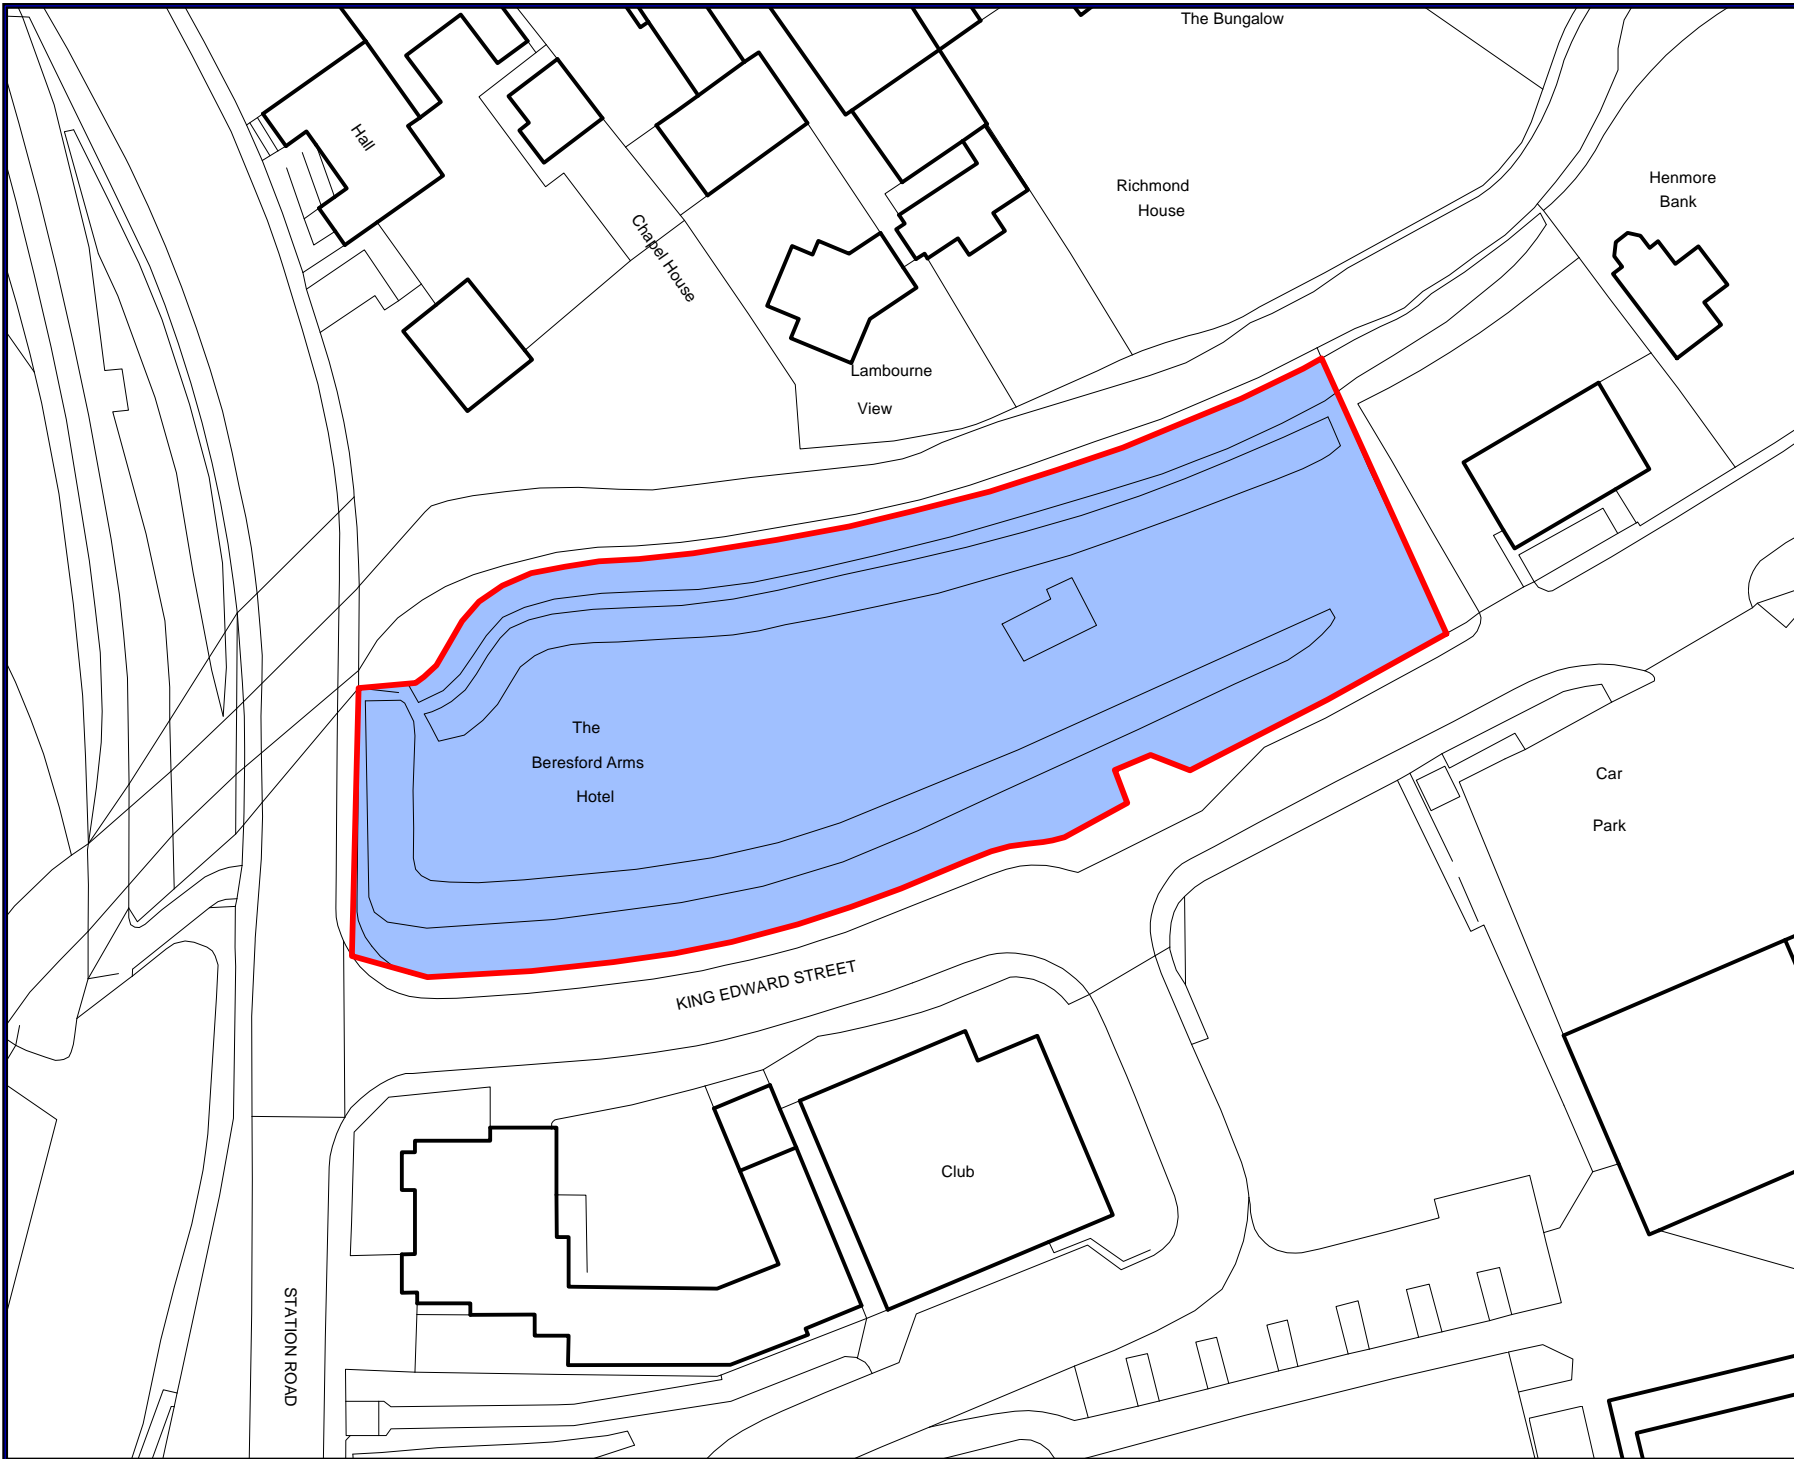 The Bungalow
Hall
Richmond
House
Henmore
Bank
Chapel House
Lambourne
View
The
Beresford Arms
Hotel
Car
Park
KING EDWARD STREET
Club
STATION ROAD